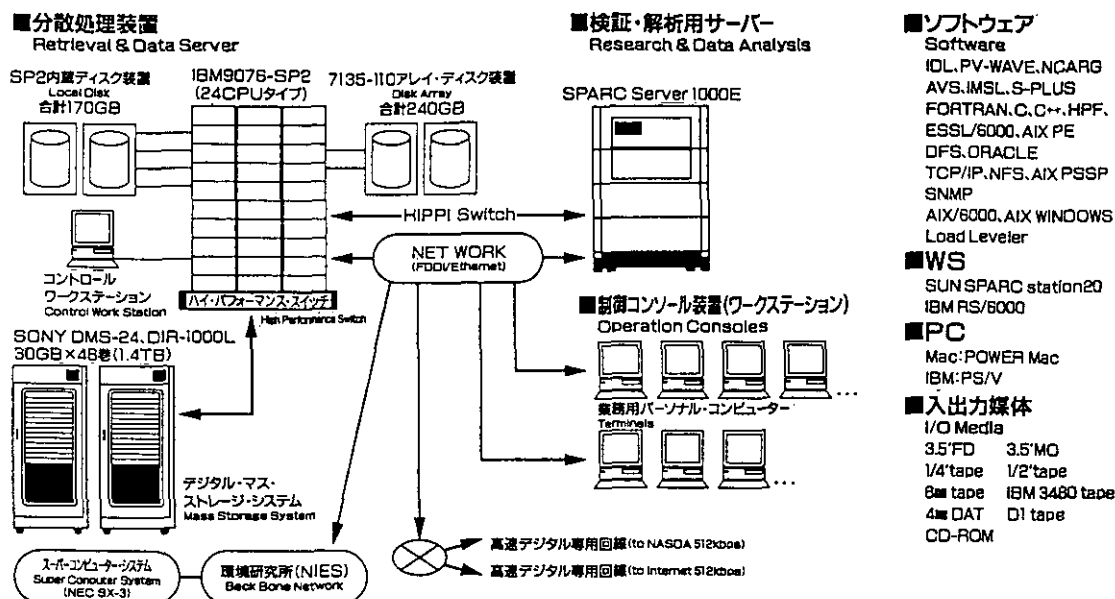 ■分散処理装置
Retrieval & Data Server
SP2内蔵ディスク装置
Local Disk
合計170GB
IBM9076-SP2
(24CPUタイプ)
7135-110アレイ・ディスク装置
Disk Array
合計240GB
コントロール
ワークステーション
Control Work Station
ハイ・パフォーマンス・スイッチ
High Performance Switch
HIPPI Switch
NET WORK
(FDDI/Ethernet)
SONY DMS-24、DIR-1000L
30GB×48巻(1.4TB)
デジタル・マス・
ストレージ・システム
Mass Storage System
スーパーコンピューター・システム
Super Conputer System
(NEC SX-3)
環境研究所(NIES)
Back Bone Network
■検証・解析用サーバー
Research & Data Analysis
SPARC Server 1000E
■制御コンソール装置(ワークステーション)
Operation Consoles
...
業務用パーソナル・コンピューター
Terminals
...
高速デジタル専用回線(to NASDA 512kbps)
高速デジタル専用回線(to Internet 512kbps)
■ソフトウェア
Software
IDL、PV-WAVE、NCARG
AVS、IMSL、S-PLUS
FORTRAN、C、C++、HPF、
ESSL/6000、AIX PE
DFS、ORACLE
TCP/IP、NFS、AIX PSSP
SNMP
AIX/6000、AIX WINDOWS
Load Leveler
■WS
SUN SPARC station20
IBM RS/6000
■PC
Mac:POWER Mac
IBM:PS/V
■入出力媒体
I/O Media
3.5"FD 3.5"MO
1/4"tape 1/2"tape
8㎜ tape IBM 3480 tape
4㎜ DAT D1 tape
CD-ROM